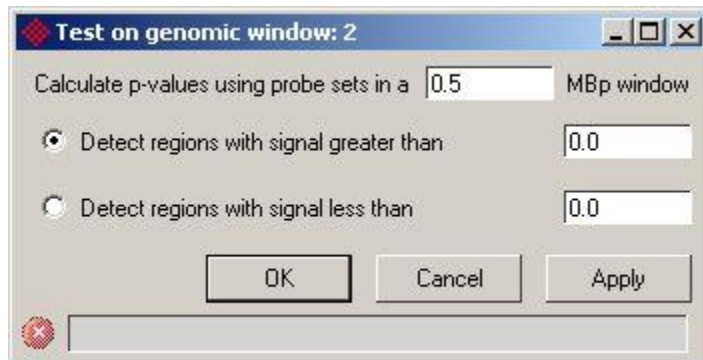 Test on genomic window: 2
Calculate p-values using probe sets in a 0.5 MBp window
Detect regions with signal greater than 0.0
Detect regions with signal less than 0.0
OK Cancel Apply